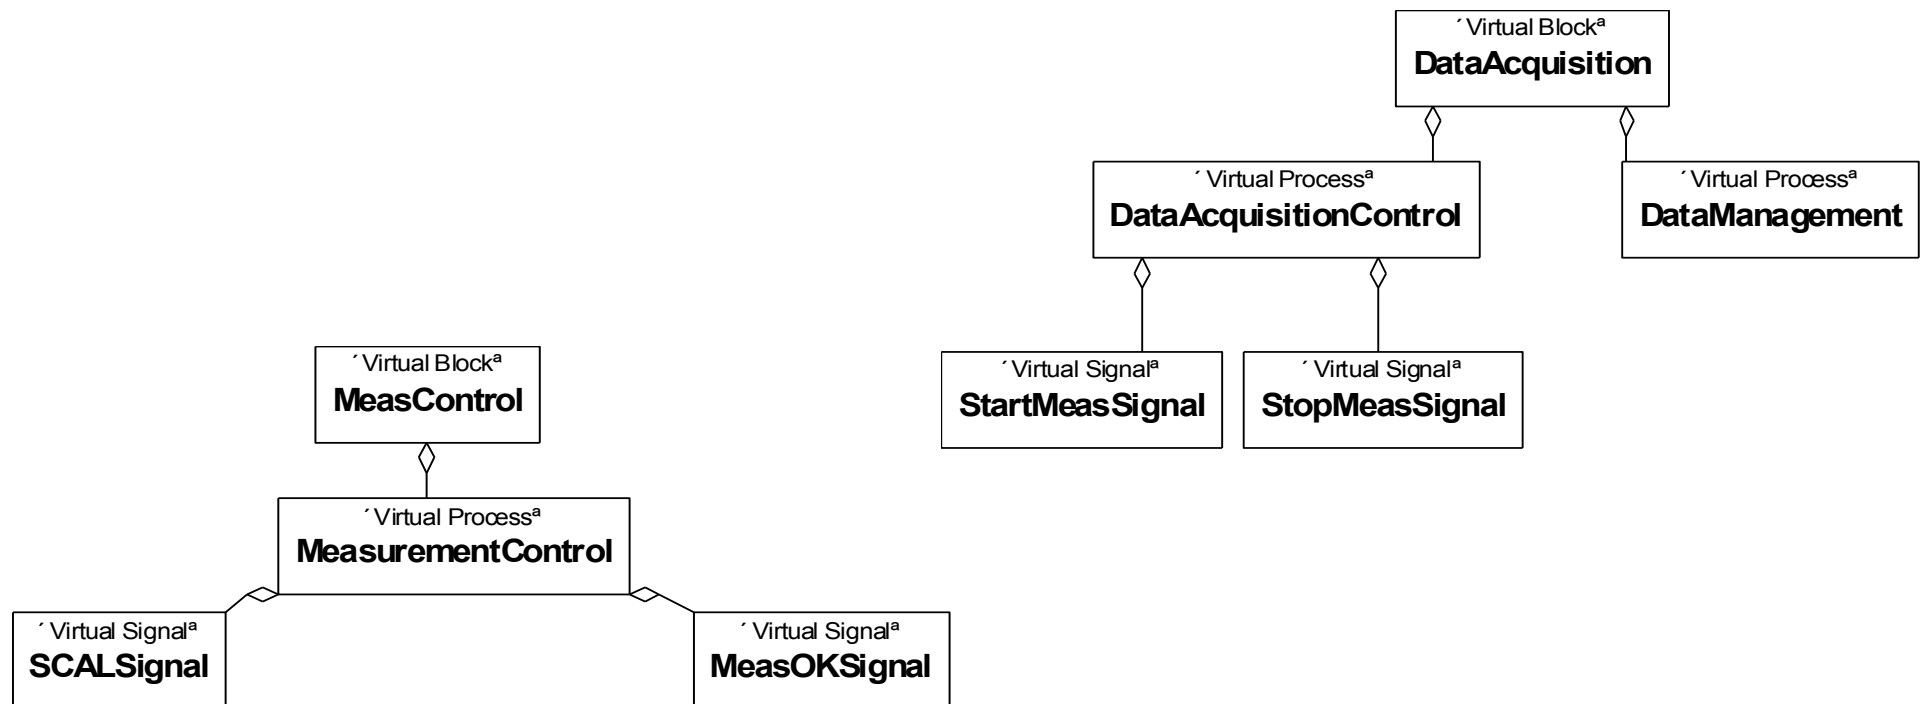 ´Virtual Blockª
DataAcquisition
´Virtual Processª
DataAcquisitionControl
´Virtual Processª
DataManagement
´Virtual Blockª
MeasControl
´Virtual Signalª
StartMeasSignal
´Virtual Signalª
StopMeasSignal
´Virtual Processª
MeasurementControl
´Virtual Signalª
SCALSignal
´Virtual Signalª
MeasOKSignal